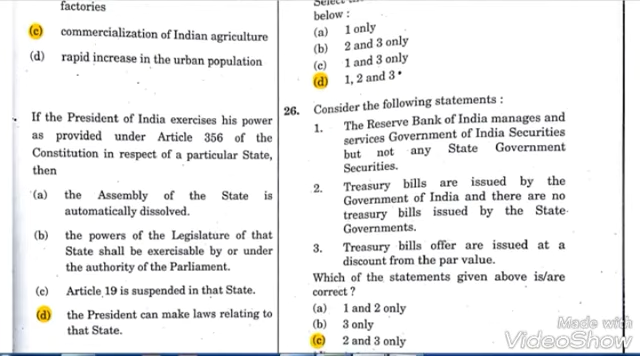 factories
(c) commercialization of Indian agriculture
(d) rapid increase in the urban population
If the President of India exercises his power
as provided under Article 356 of the
Constitution in respect of a particular State,
then
(a) the Assembly of the State is
automatically dissolved.
(b) the powers of the Legislature of that
State shall be exercisable by or under
the authority of the Parliament.
(c) Article 19 is suspended in that State.
(d) the President can make laws relating to
that State.
below :
(a) 1 only
(b) 2 and 3 only
(c) 1 and 3 only
(d) 1, 2 and 3
26. Consider the following statements :
1. The Reserve Bank of India manages and
services Government of India Securities
but not any State Government
Securities.
2. Treasury bills are issued by the
Government of India and there are no
treasury bills issued by the State
Governments.
3. Treasury bills offer are issued at a
discount from the par value.
Which of the statements given above is/are
correct ?
(a) 1 and 2 only
(b) 3 only
(c) 2 and 3 only
Made with
VideoShow